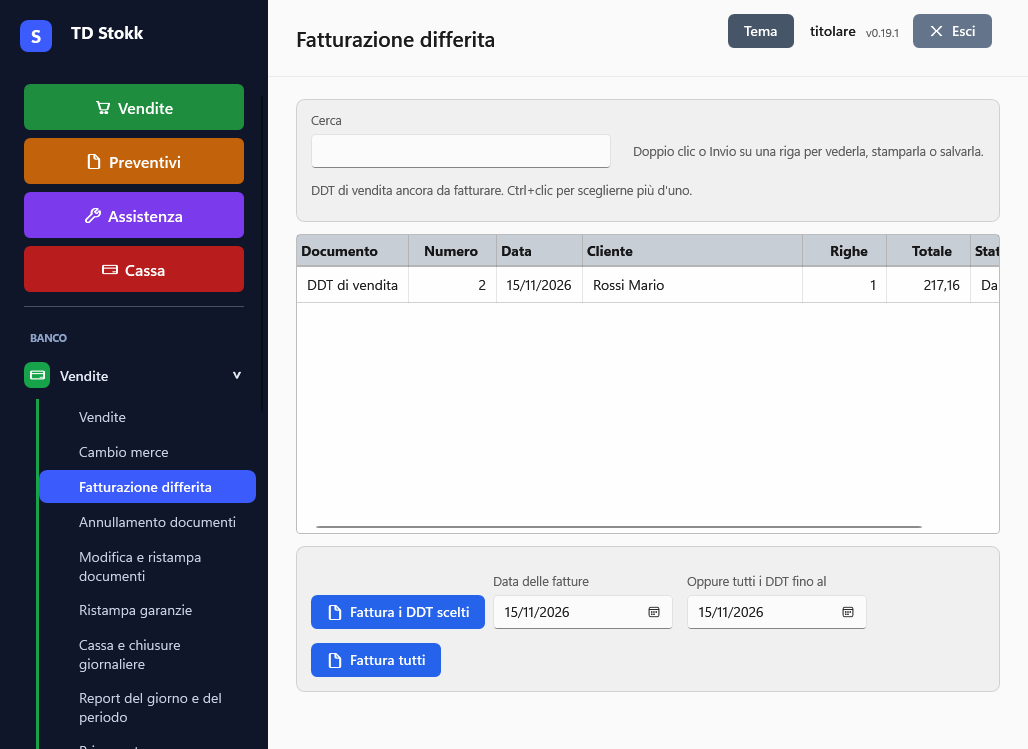 S TD Stokk
Vendite
Preventivi
Assistenza
Cassa
BANCO
Vendite
Vendite
Cambio merce
Fatturazione differita
Annullamento documenti
Modifica e ristampa
documenti
Ristampa garanzie
Cassa e chiusure
giornaliere
Report del giorno e del
periodo
Fatturazione differita
Tema
titolare v0.19.1
Esci
Cerca
Doppio clic o Invio su una riga per vederla, stamparla o salvarla.
DDT di vendita ancora da fatturare. Ctrl+clic per sceglierne più d'uno.
Documento Numero Data Cliente Righe Totale Stat
DDT di vendita 2 15/11/2026 Rossi Mario 1 217,16 Da
Data delle fatture Oppure tutti i DDT fino al
Fattura i DDT scelti 15/11/2026 15/11/2026
Fattura tutti